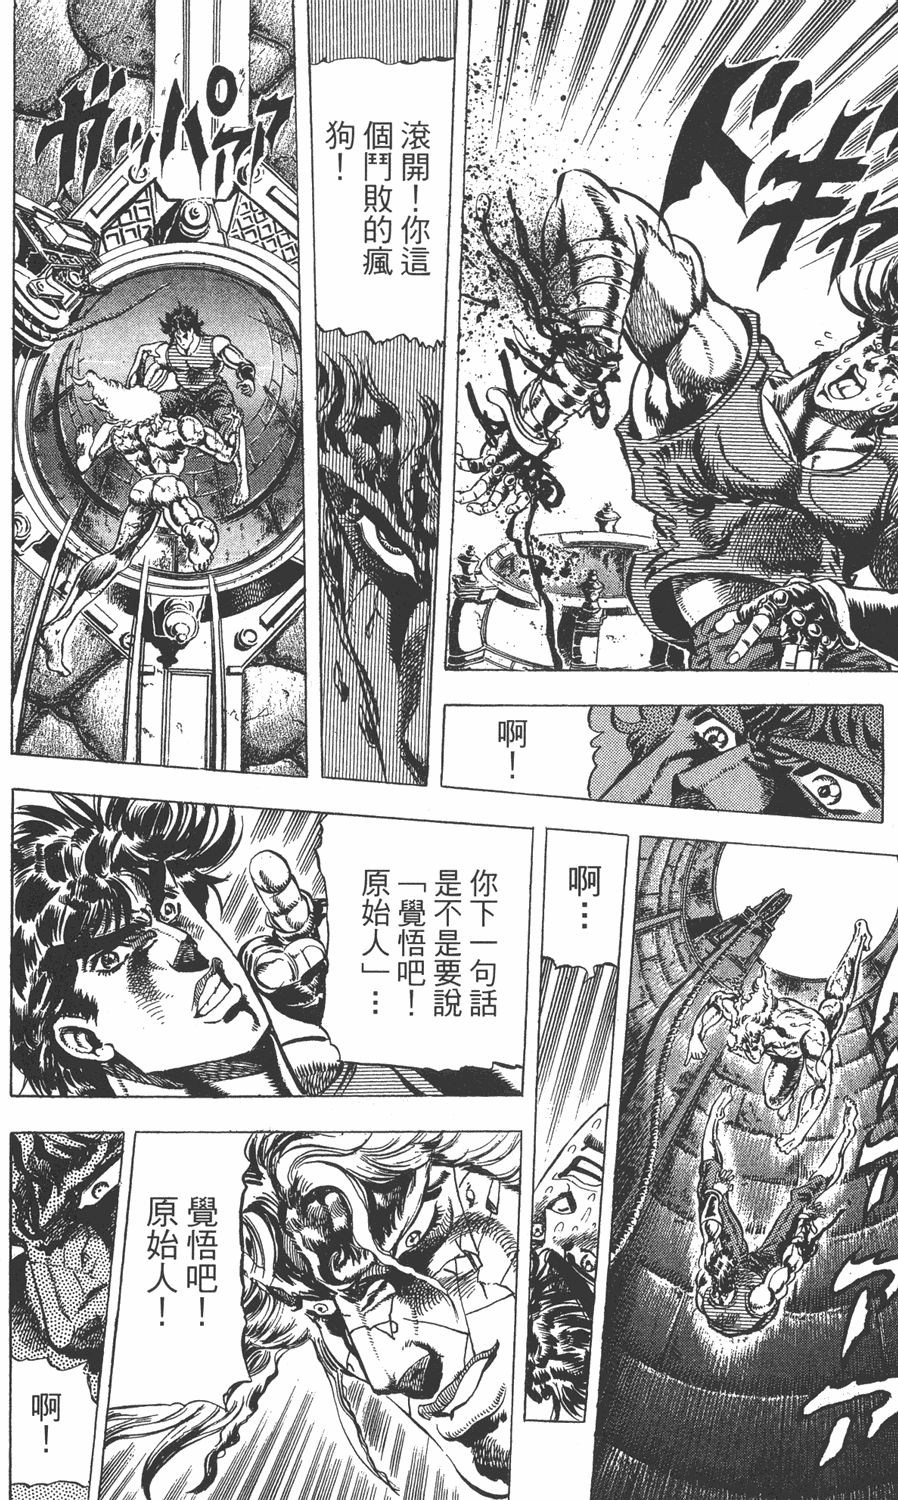 ドギャ
滾開！你這
個鬥敗的瘋
狗！
ガッパァァ
啊！
啊…
你下一句話
是不是要說
「覺悟吧！
原始人」…
覺悟吧！
原始人！
啊！